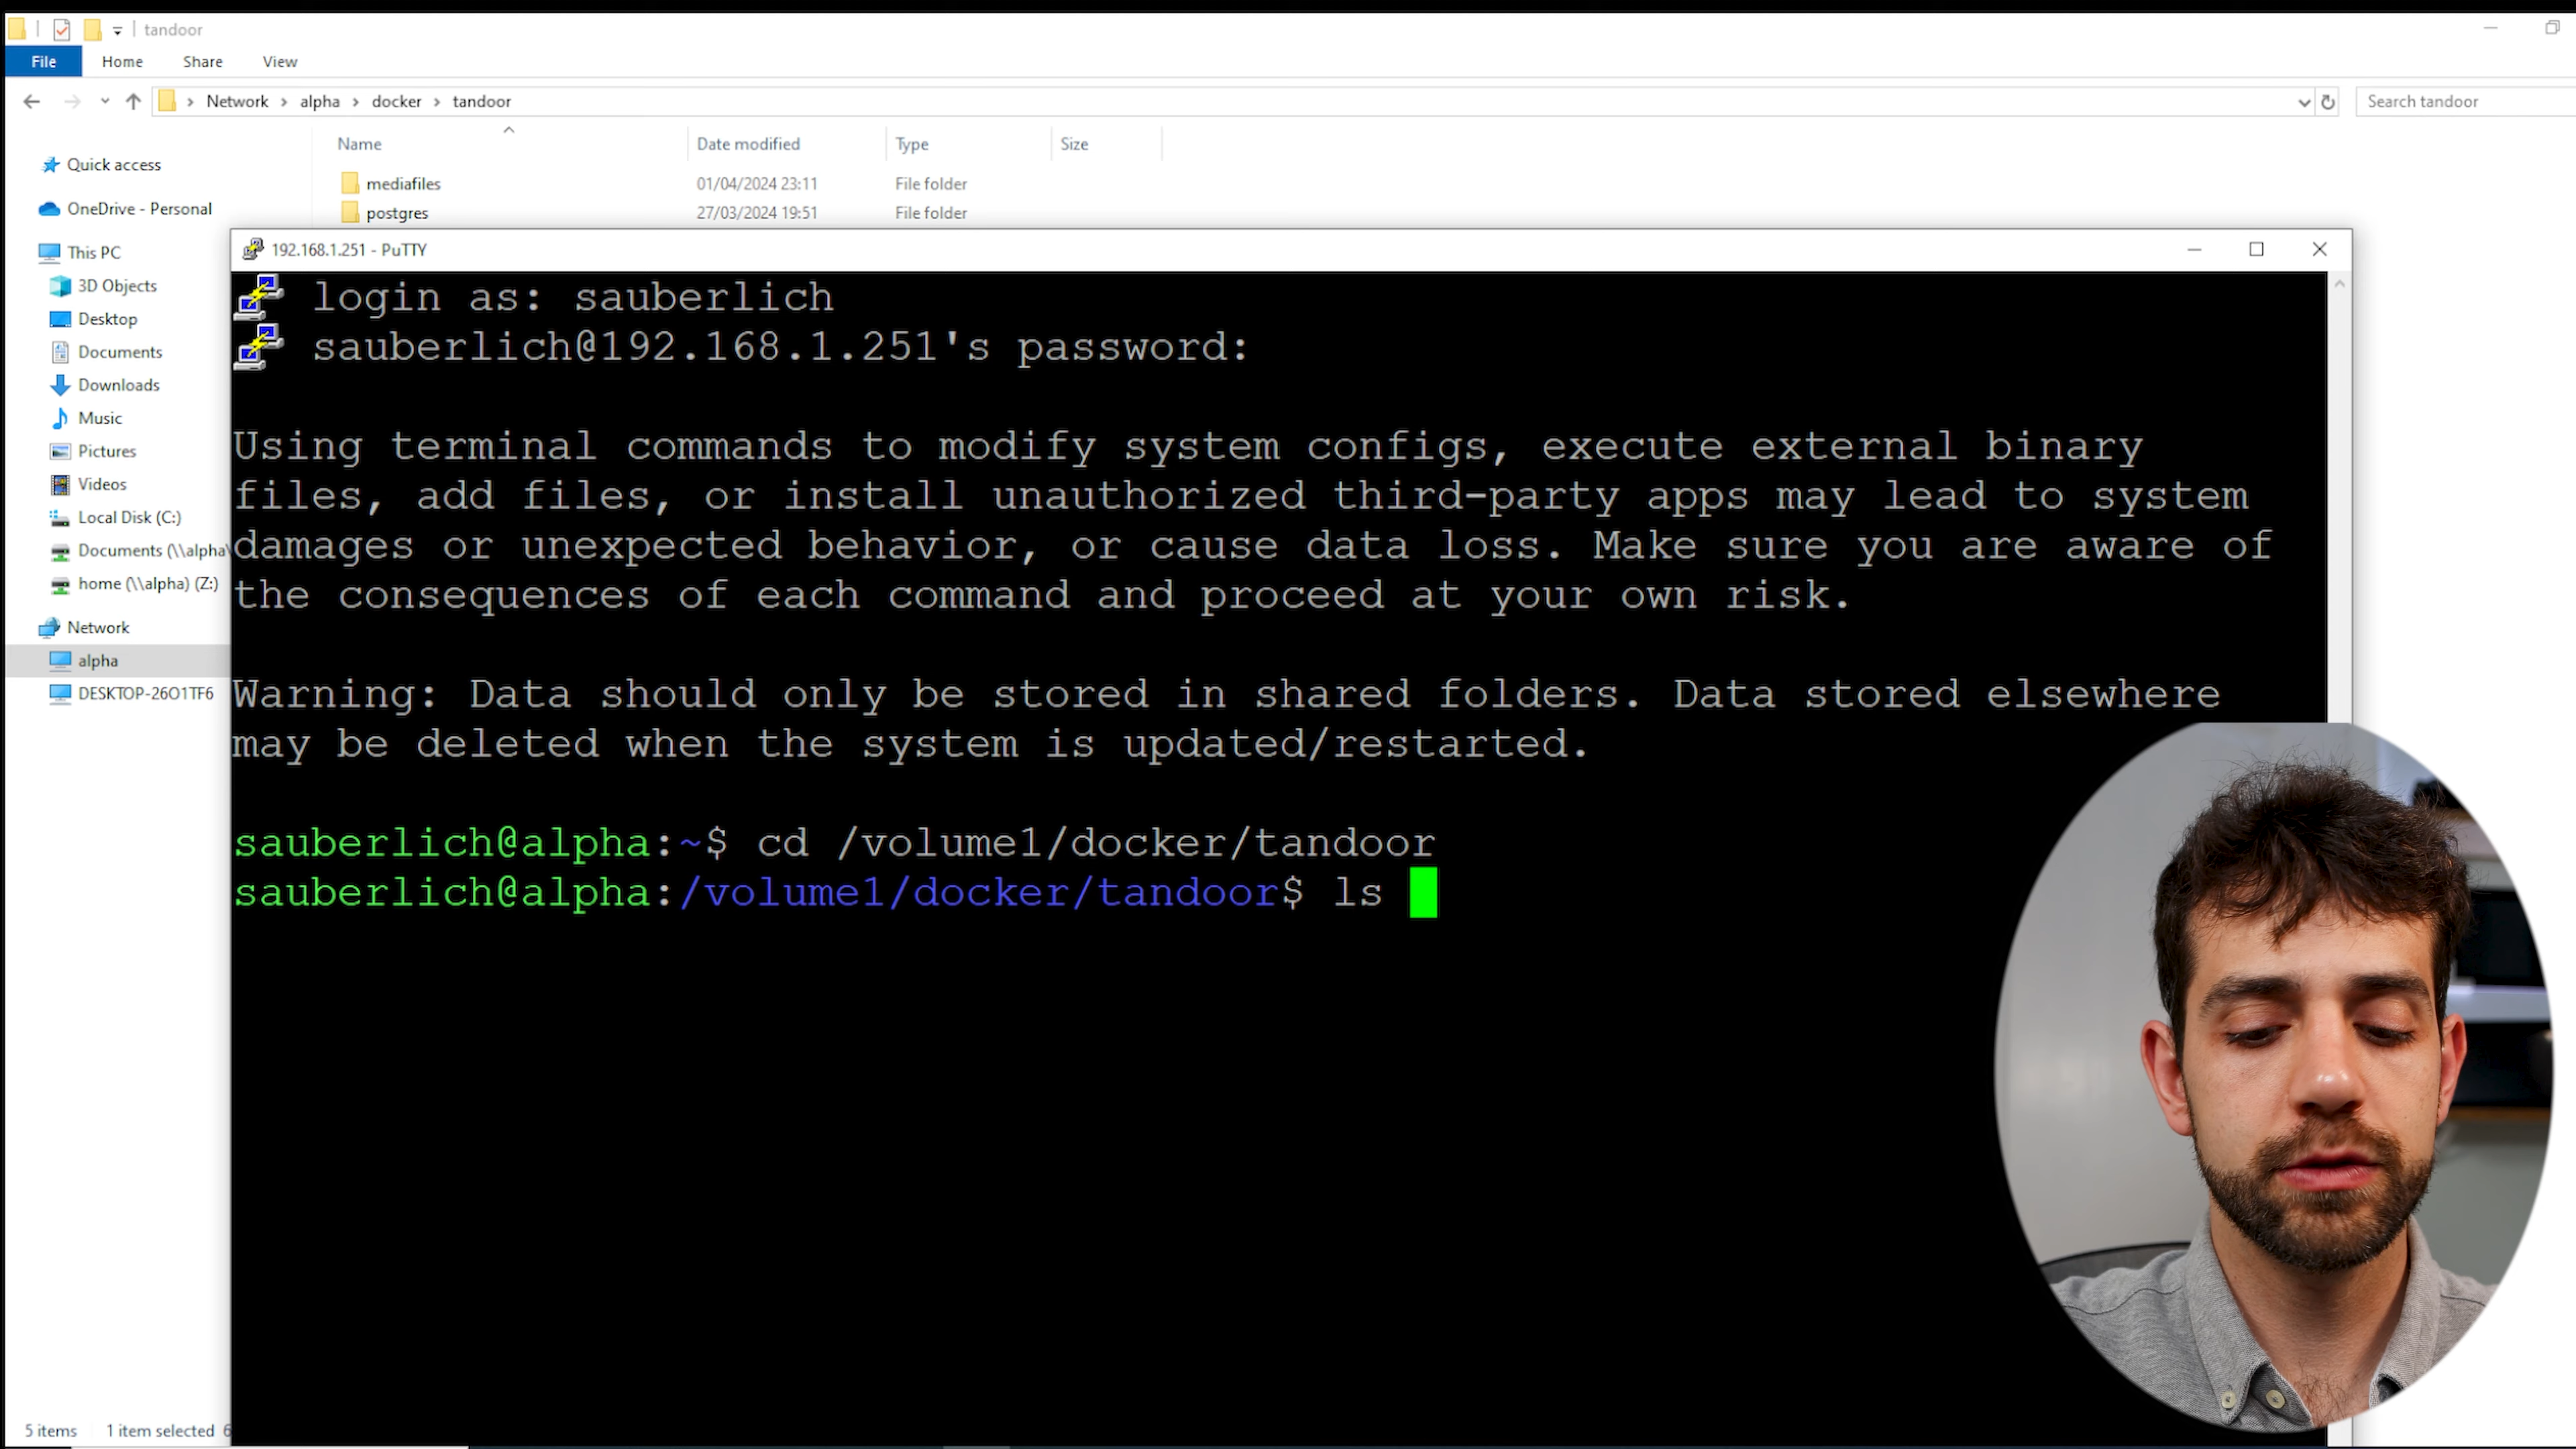 tandoor
File Home Share View
Network alpha docker tandoor Search tandoor
Name Date modified Type Size
Quick access
mediafiles 01/04/2024 23:11 File folder
OneDrive - Personal
postgres 27/03/2024 19:51 File folder
This PC
3D Objects
Desktop
Documents
Downloads
Music
Pictures
Videos
Local Disk (C:)
Documents (\\alpha\
home (\\alpha) (Z:)
Network
alpha
DESKTOP-26O1TF6
5 items 1 item selected 6
192.168.1.251 - PuTTY
login as: sauberlich
sauberlich@192.168.1.251's password:
Using terminal commands to modify system configs, execute external binary
files, add files, or install unauthorized third-party apps may lead to system
damages or unexpected behavior, or cause data loss. Make sure you are aware of
the consequences of each command and proceed at your own risk.
Warning: Data should only be stored in shared folders. Data stored elsewhere
may be deleted when the system is updated/restarted.
sauberlich@alpha:~$ cd /volume1/docker/tandoor
sauberlich@alpha:/volume1/docker/tandoor$ ls